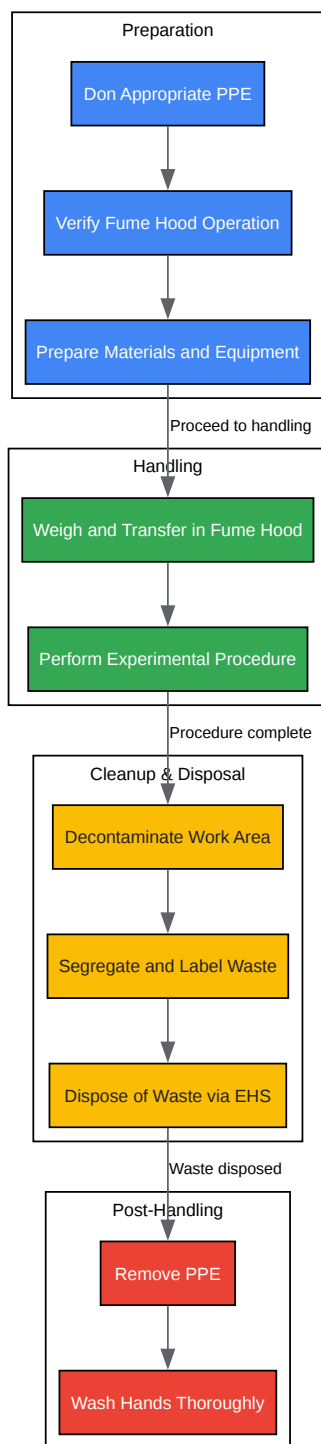 Preparation
Don Appropriate PPE
Verify Fume Hood Operation
Prepare Materials and Equipment
Proceed to handling
Handling
Weigh and Transfer in Fume Hood
Perform Experimental Procedure
Procedure complete
Cleanup & Disposal
Decontaminate Work Area
Segregate and Label Waste
Dispose of Waste via EHS
Waste disposed
Post-Handling
Remove PPE
Wash Hands Thoroughly